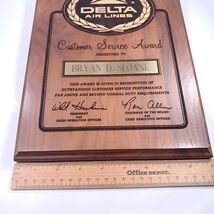 DELTA
AIR LINES
Customer Service Award
PRESENTED TO
BRYAN D. SLOANE
THIS AWARD IS GIVEN IN RECOGNITION OF
OUTSTANDING CUSTOMER SERVICE PERFORMANCE
FAR ABOVE AND BEYOND NORMAL DUTY REQUIREMENTS
Ron Allen
PRESIDENT
And
CHIEF OPERATING OFFICER
CHAIRMAN OF THE BOARD
And
CHIEF EXECUTIVE OFFICER
OFFICE DEPOT